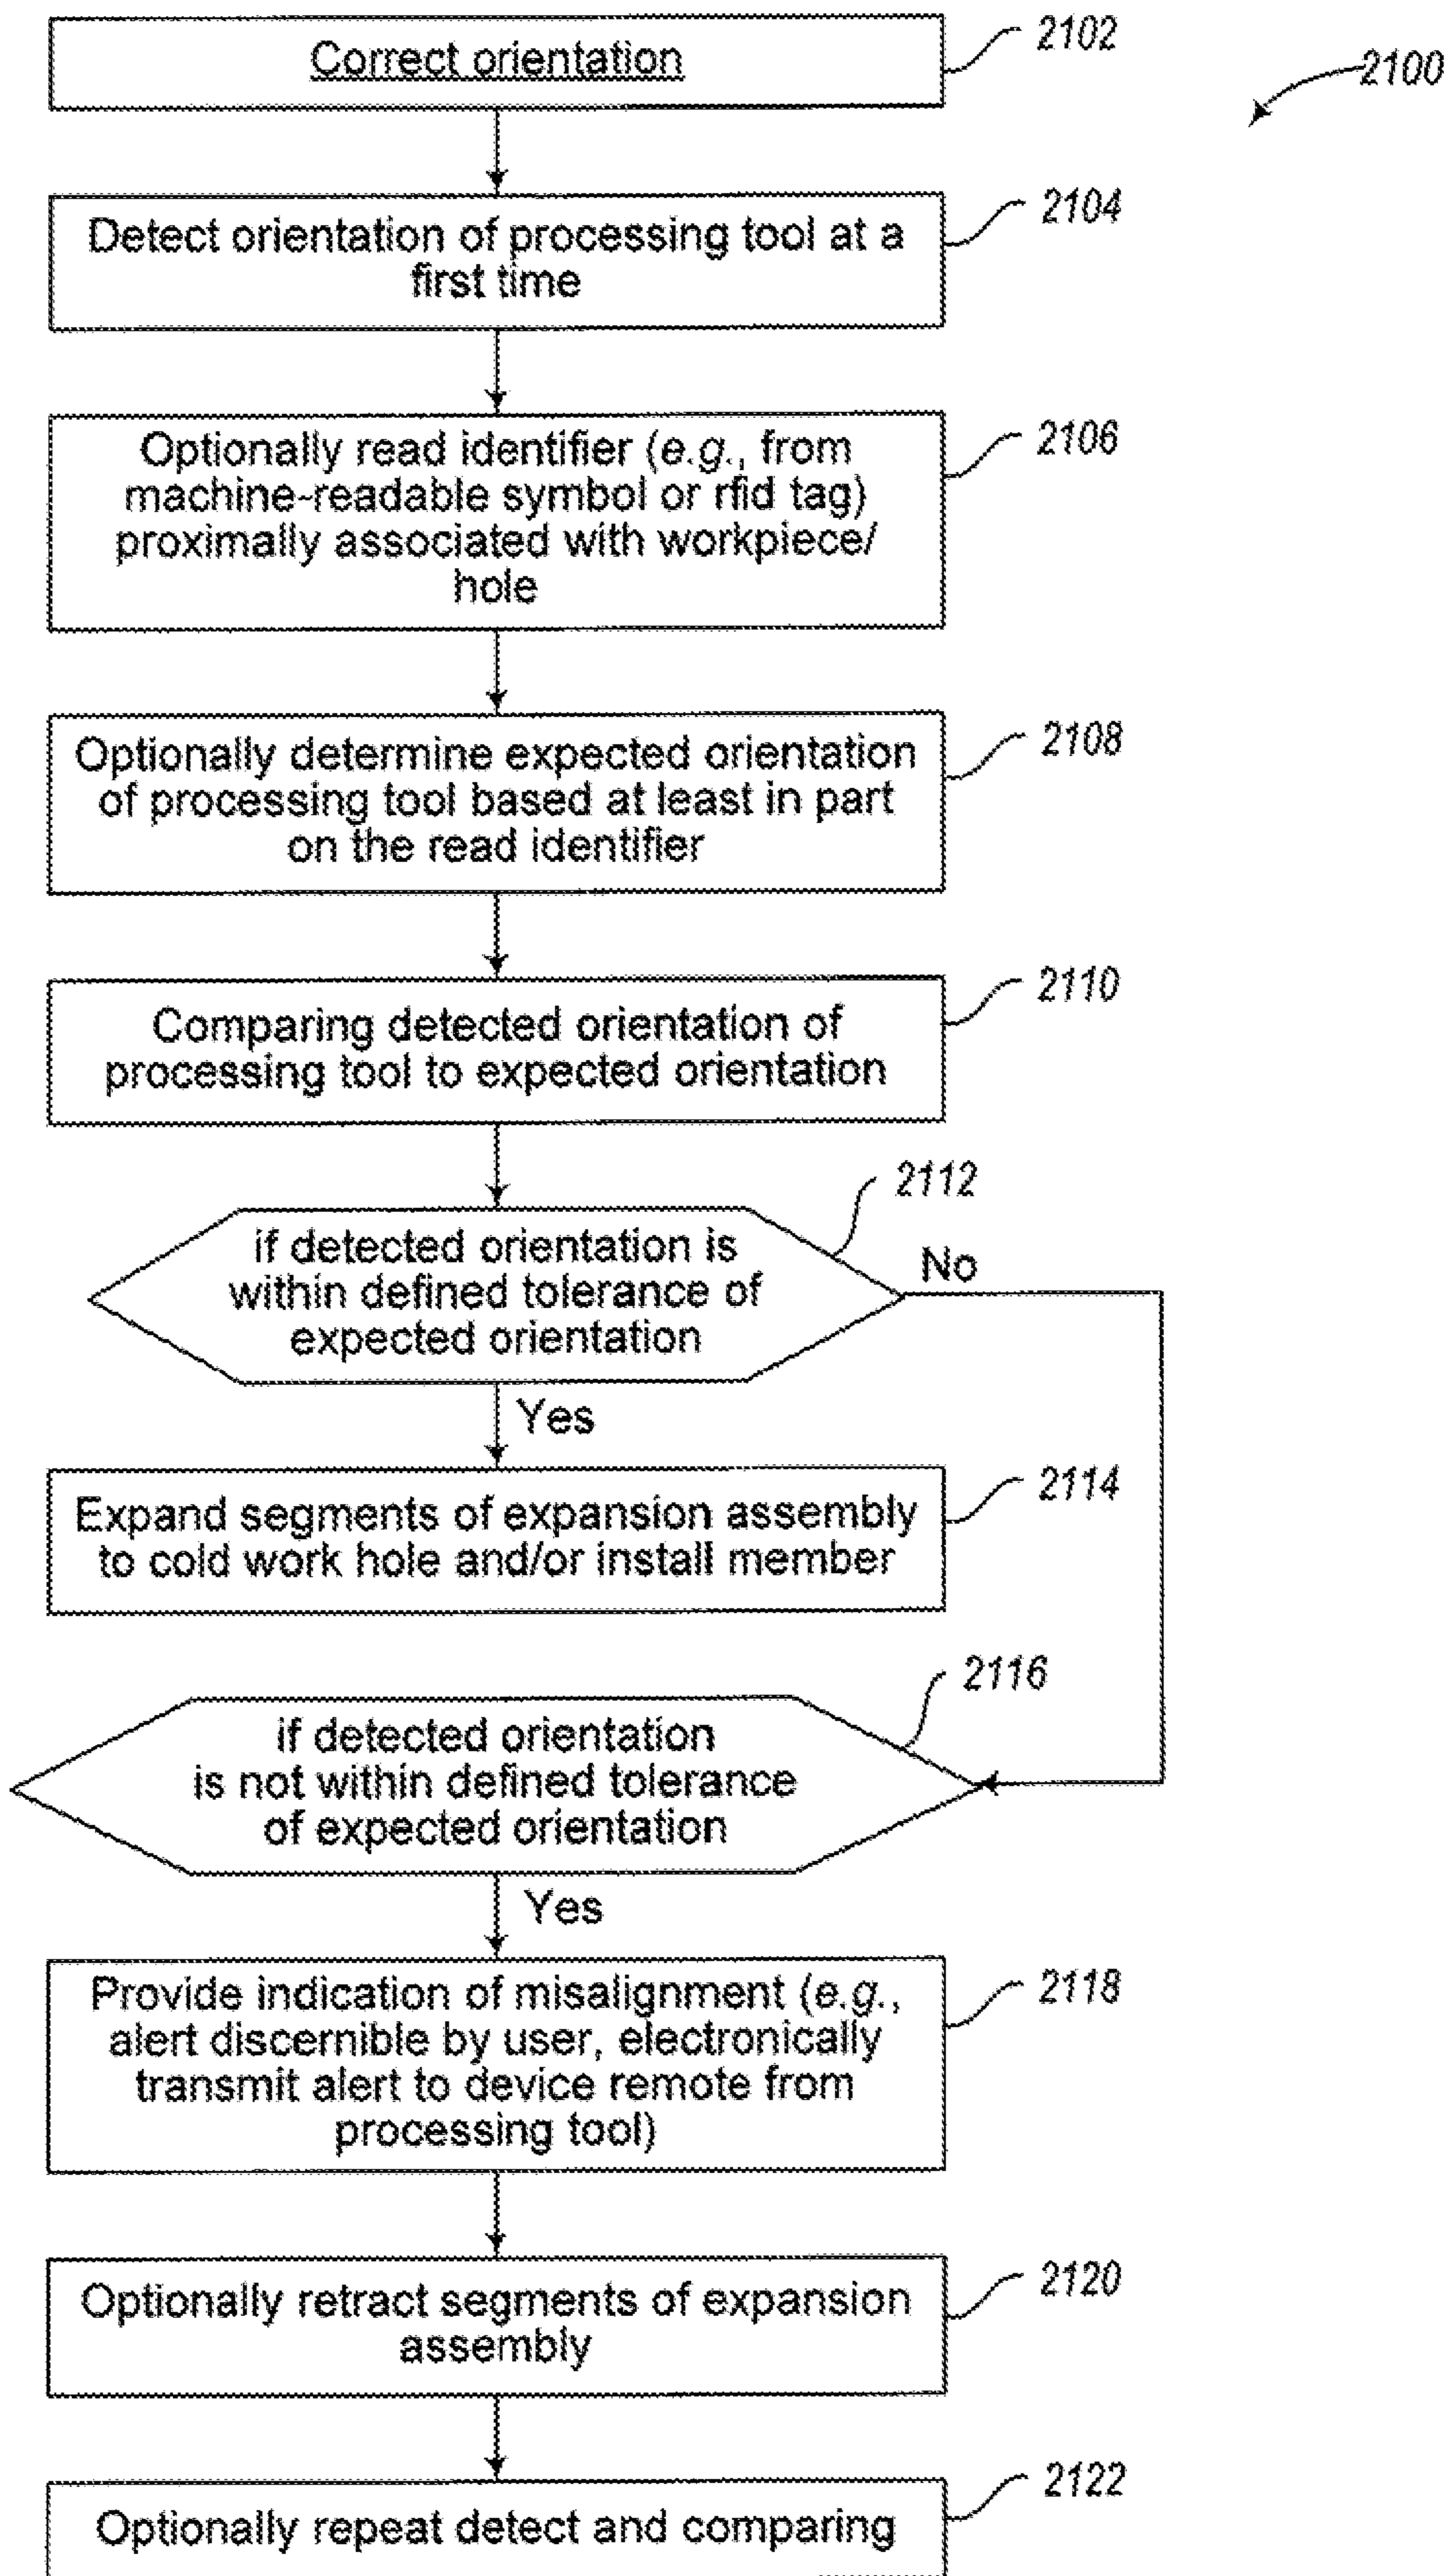 Correct orientation
2102
2100
Detect orientation of processing tool at a
first time
2104
Optionally read identifier (e.g., from
machine-readable symbol or rfid tag)
proximally associated with workpiece/
hole
2106
Optionally determine expected orientation
of processing tool based at least in part
on the read identifier
2108
Comparing detected orientation of
processing tool to expected orientation
2110
if detected orientation is
within defined tolerance of
expected orientation
2112
No
Yes
Expand segments of expansion assembly
to cold work hole and/or install member
2114
if detected orientation
is not within defined tolerance
of expected orientation
2116
Yes
Provide indication of misalignment (e.g.,
alert discernible by user, electronically
transmit alert to device remote from
processing tool)
2118
Optionally retract segments of expansion
assembly
2120
Optionally repeat detect and comparing
2122